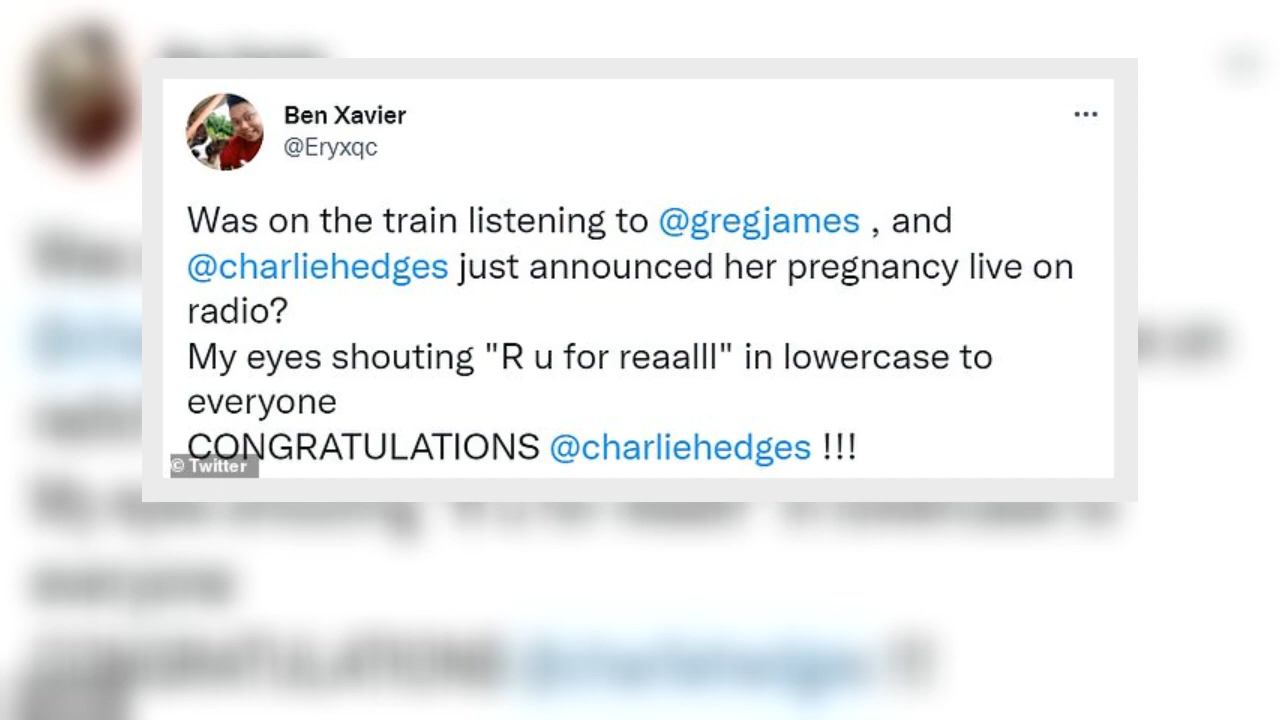 Ben Xavier
@Eryxqc
Was on the train listening to @gregjames , and
@charliehedges just announced her pregnancy live on
radio?
My eyes shouting "R u for reaalll" in lowercase to
everyone
CONGRATULATIONS @charliehedges !!!
© Twitter